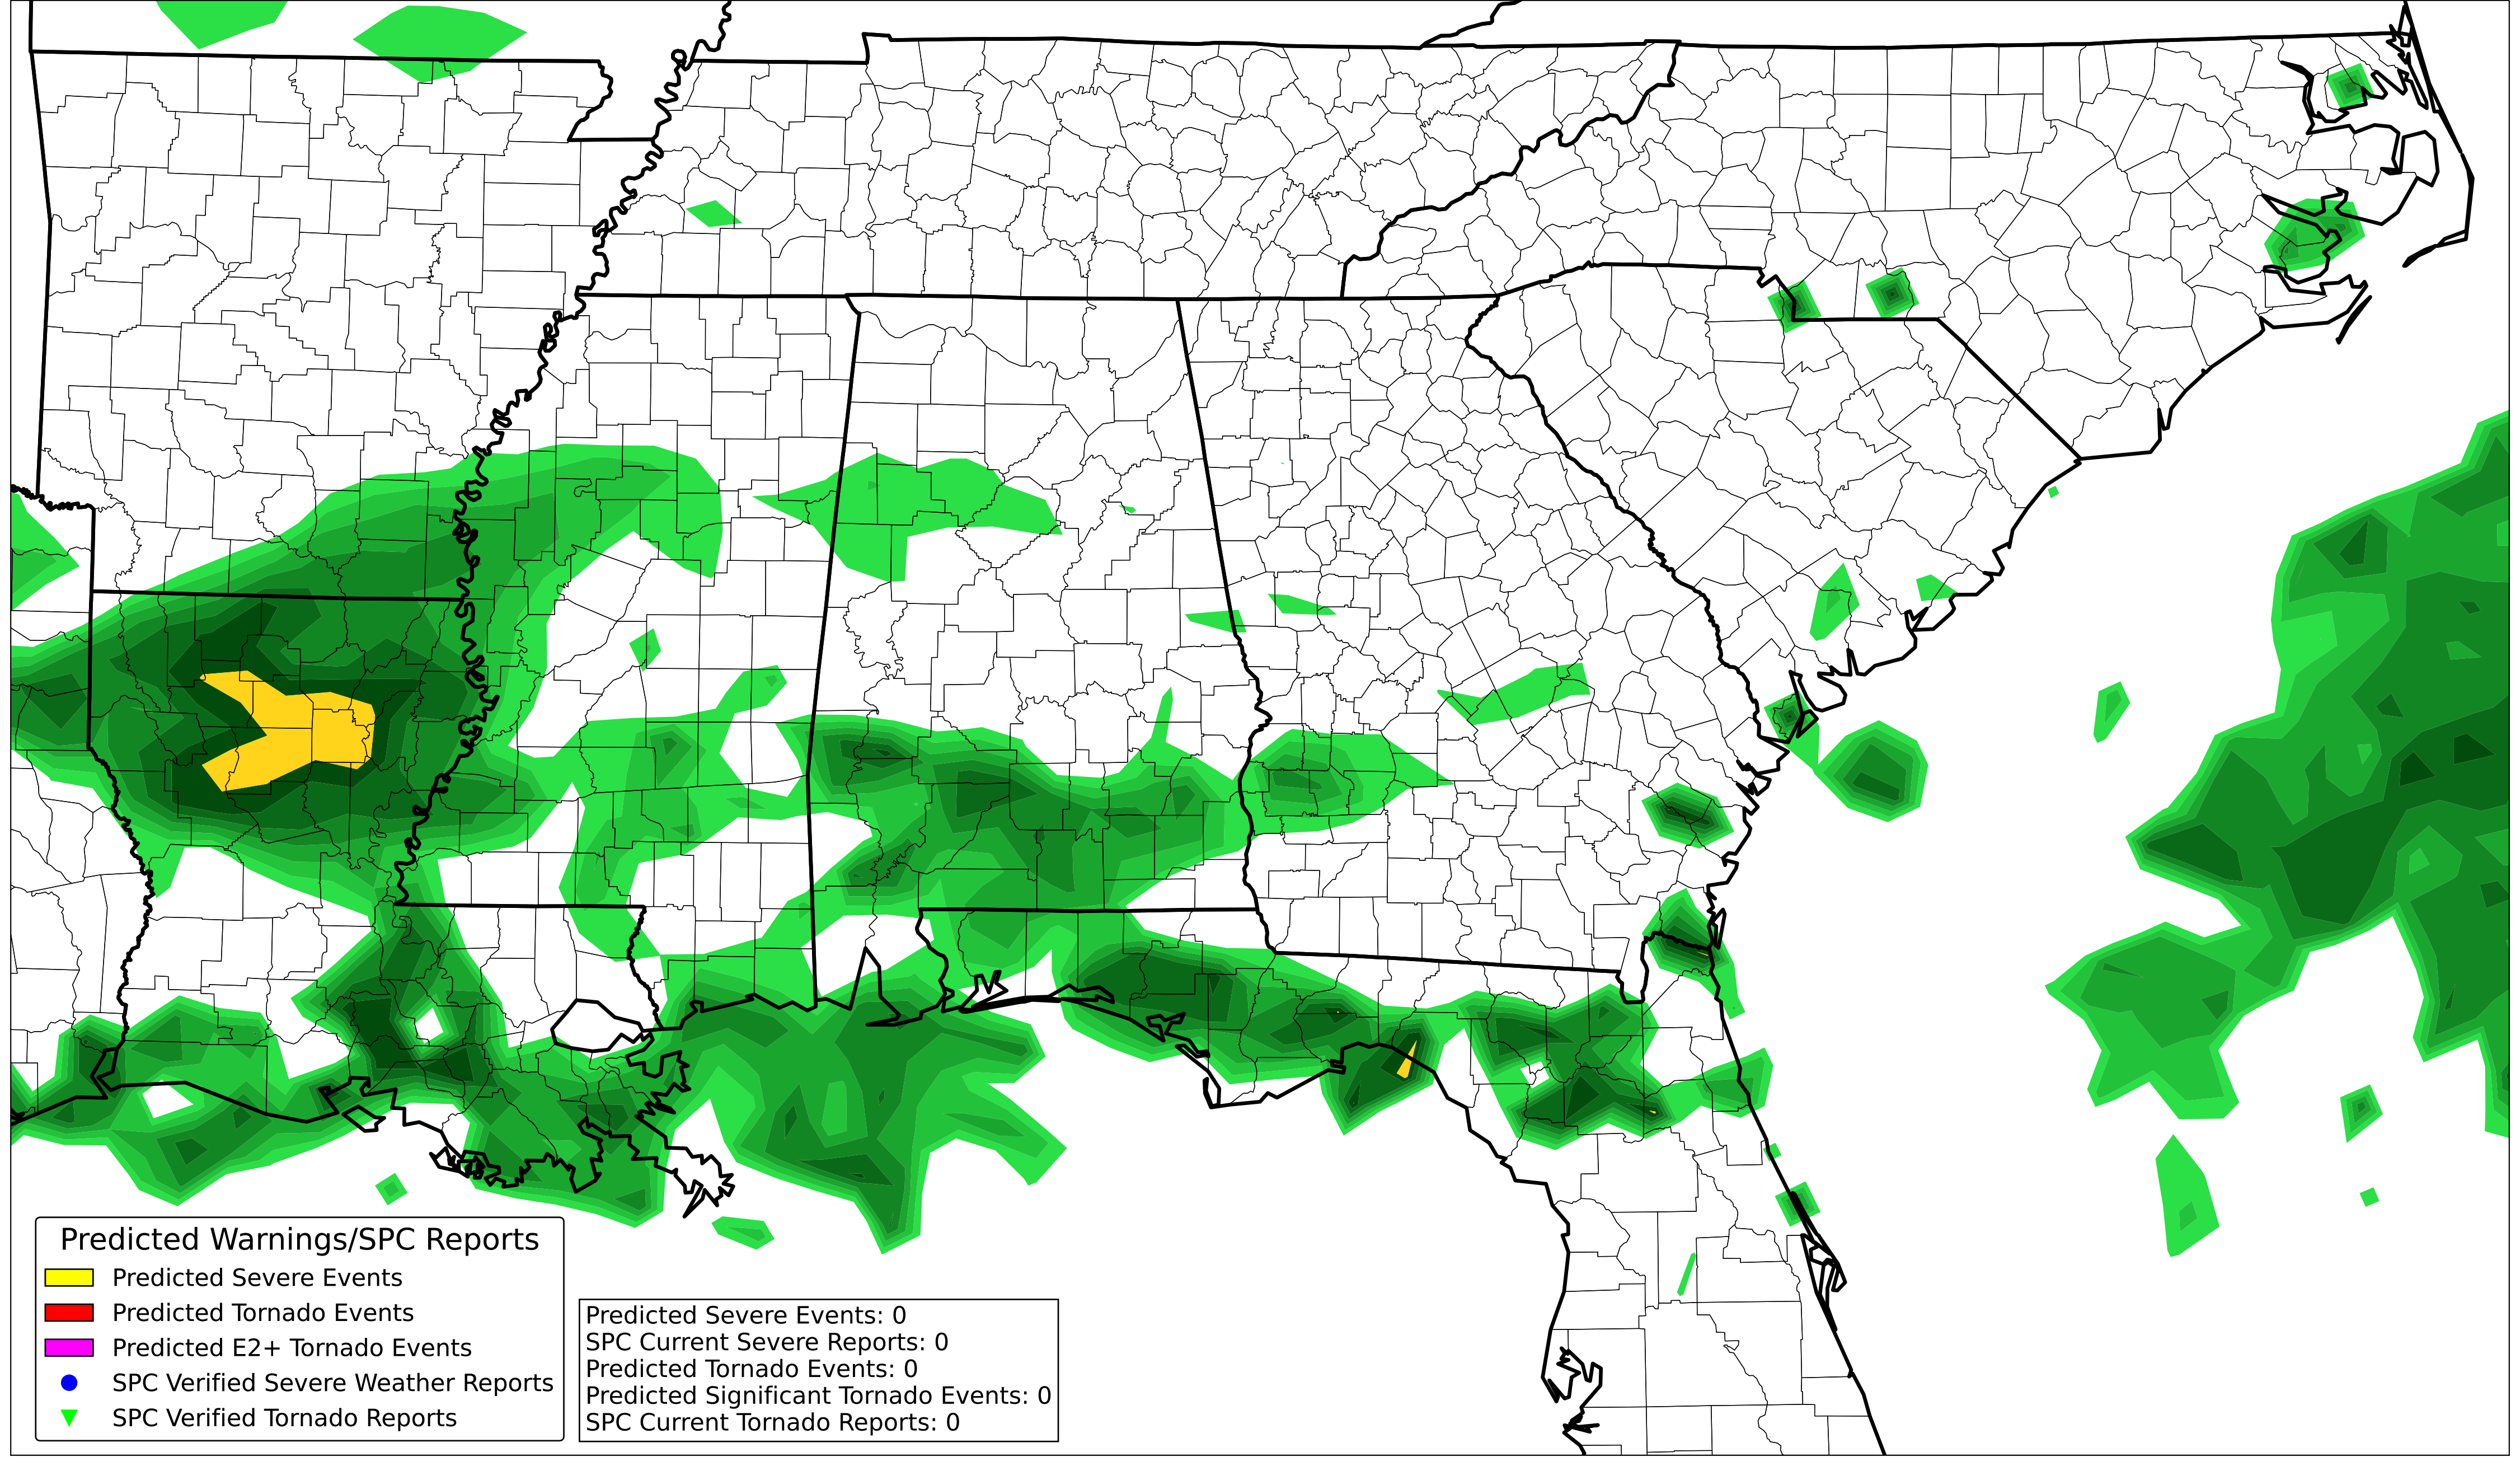 Predicted Warnings/SPC Reports
Predicted Severe Events
Predicted Tornado Events
Predicted E2+ Tornado Events
SPC Verified Severe Weather Reports
SPC Verified Tornado Reports
Predicted Severe Events: 0
SPC Current Severe Reports: 0
Predicted Tornado Events: 0
Predicted Significant Tornado Events: 0
SPC Current Tornado Reports: 0